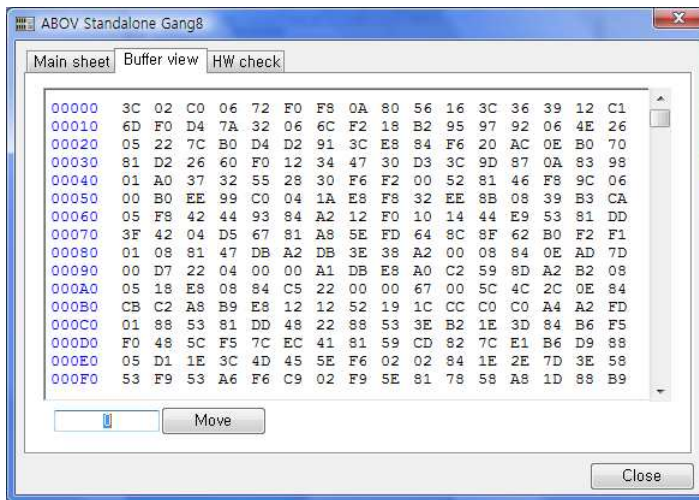 ABOV Standalone Gang8
Main sheet Buffer view HW check
00000 3C 02 C0 06 72 F0 F8 0A 80 56 16 3C 36 39 12 C1
00010 6D F0 D4 7A 32 06 6C F2 18 B2 95 97 92 06 4E 26
00020 05 22 7C B0 D4 D2 91 3C E8 84 F6 20 AC 0E B0 70
00030 81 D2 26 60 F0 12 34 47 30 D3 3C 9D 87 0A 83 98
00040 01 A0 37 32 55 28 30 F6 F2 00 52 81 46 F8 9C 06
00050 00 B0 EE 99 C0 04 1A E8 F8 32 EE 8B 08 39 B3 CA
00060 05 F8 42 44 93 84 A2 12 F0 10 14 44 E9 53 81 DD
00070 3F 42 04 D5 67 81 A8 5E FD 64 8C 8F 62 B0 F2 F1
00080 01 08 81 47 DB A2 DB 3E 38 A2 00 08 84 0E AD 7D
00090 00 D7 22 04 00 00 A1 DB E8 A0 C2 59 8D A2 B2 08
000A0 05 18 E8 08 84 C5 22 00 00 67 00 5C 4C 2C 0E 84
000B0 CB C2 A8 B9 E8 12 12 52 19 1C CC C0 C0 A4 A2 FD
000C0 01 88 53 81 DD 48 22 88 53 3E B2 1E 3D 84 B6 F5
000D0 F0 48 5C F5 7C EC 41 81 59 CD 82 7C E1 B6 D9 88
000E0 05 D1 1E 3C 4D 45 5E F6 02 02 84 1E 2E 7D 3E 58
000F0 53 F9 53 A6 F6 C9 02 F9 5E 81 78 58 A8 1D 88 B9
Move
Close